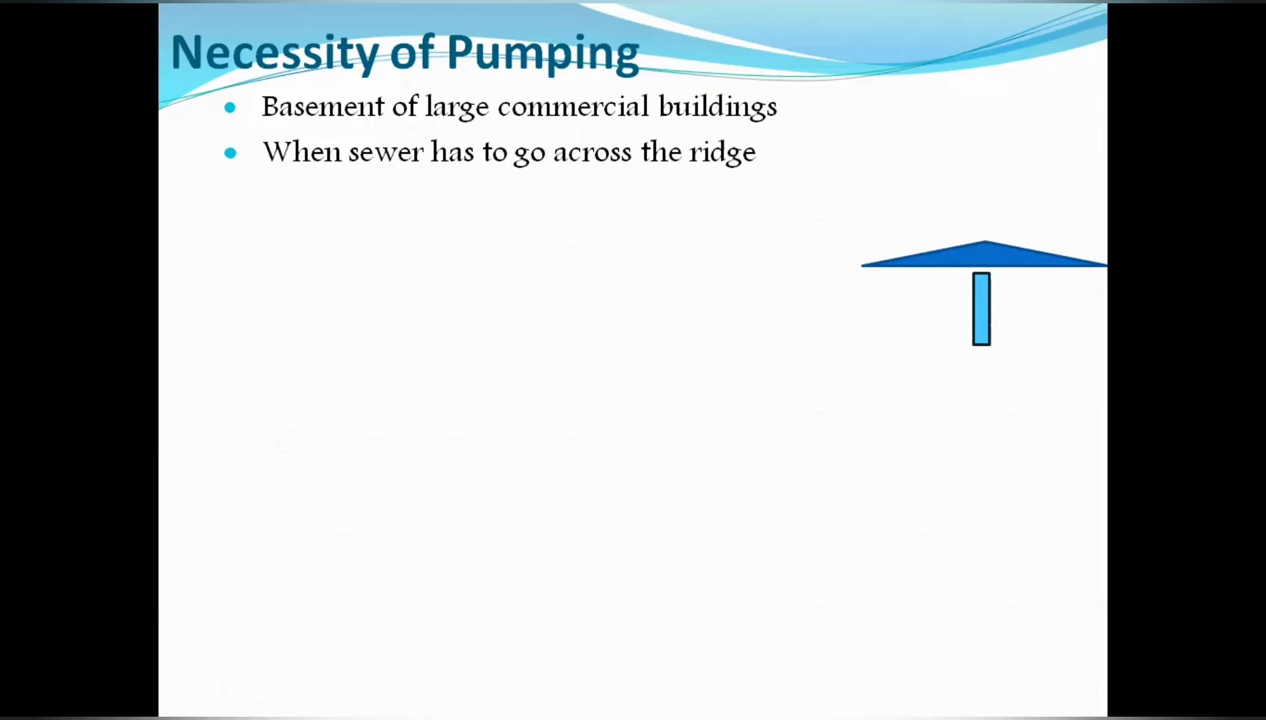 Necessity of Pumping
Basement of large commercial buildings
When sewer has to go across the ridge